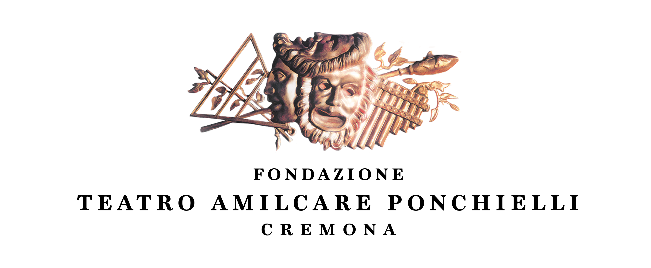 FONDAZIONE
TEATRO AMILCARE PONCHIELLI
CREMONA